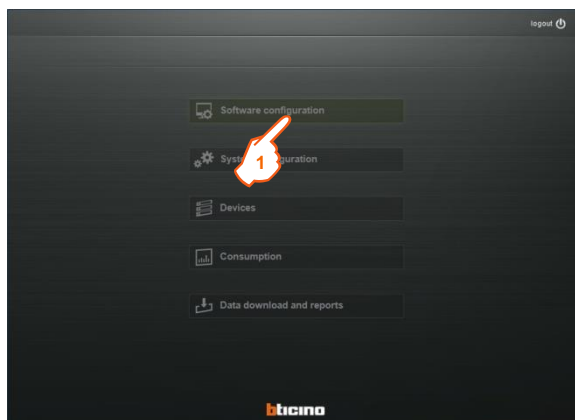 logout
Software configuration
1
Devices
Consumption
Data download and reports
bticino